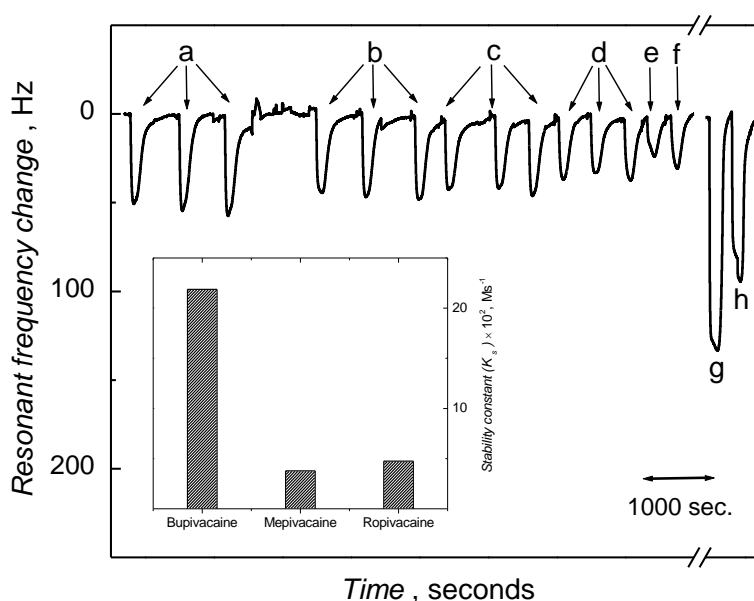 a b c d e f
0
100
200
Resonant frequency change , Hz
g
h
1000 sec.
Time , seconds
20
10
Stability constant (K s ) × 10², Ms⁻¹
Bupivacaine Mepivacaine Ropivacaine